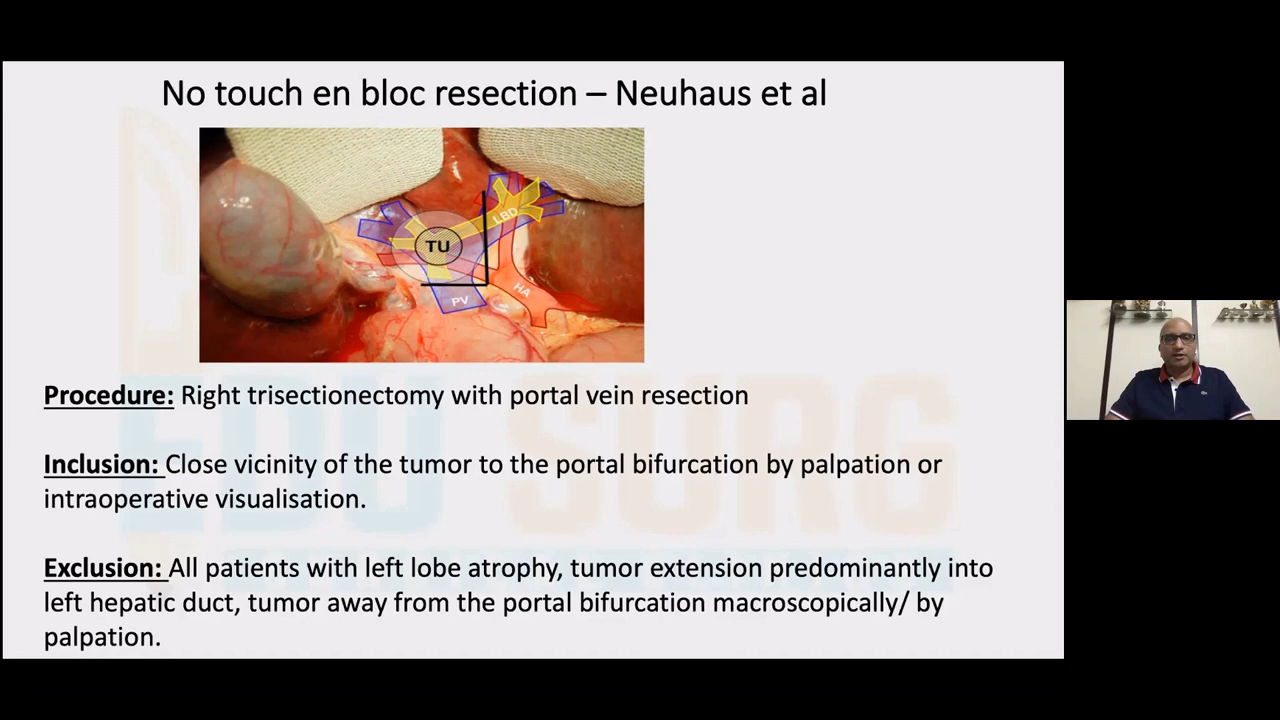 No touch en bloc resection – Neuhaus et al
LBD
TU
HA
PV
Procedure: Right trisectionectomy with portal vein resection
Inclusion: Close vicinity of the tumor to the portal bifurcation by palpation or
intraoperative visualisation.
Exclusion: All patients with left lobe atrophy, tumor extension predominantly into
left hepatic duct, tumor away from the portal bifurcation macroscopically/ by
palpation.
EDU SURG